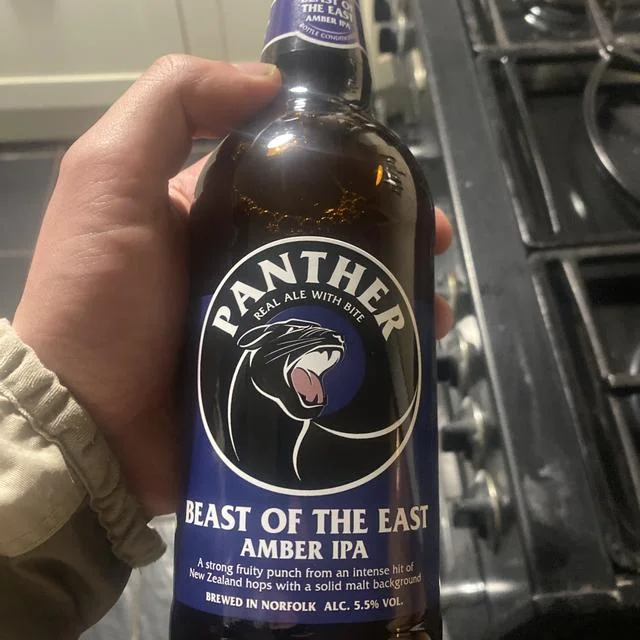 BEAST OF
THE EAST
AMBER IPA
BOTTLE CONDITIONED
PANTHER
REAL ALE WITH BITE
BEAST OF THE EAST
AMBER IPA
A strong fruity punch from an intense hit of
New Zealand hops with a solid malt background
BREWED IN NORFOLK ALC. 5.5% VOL.